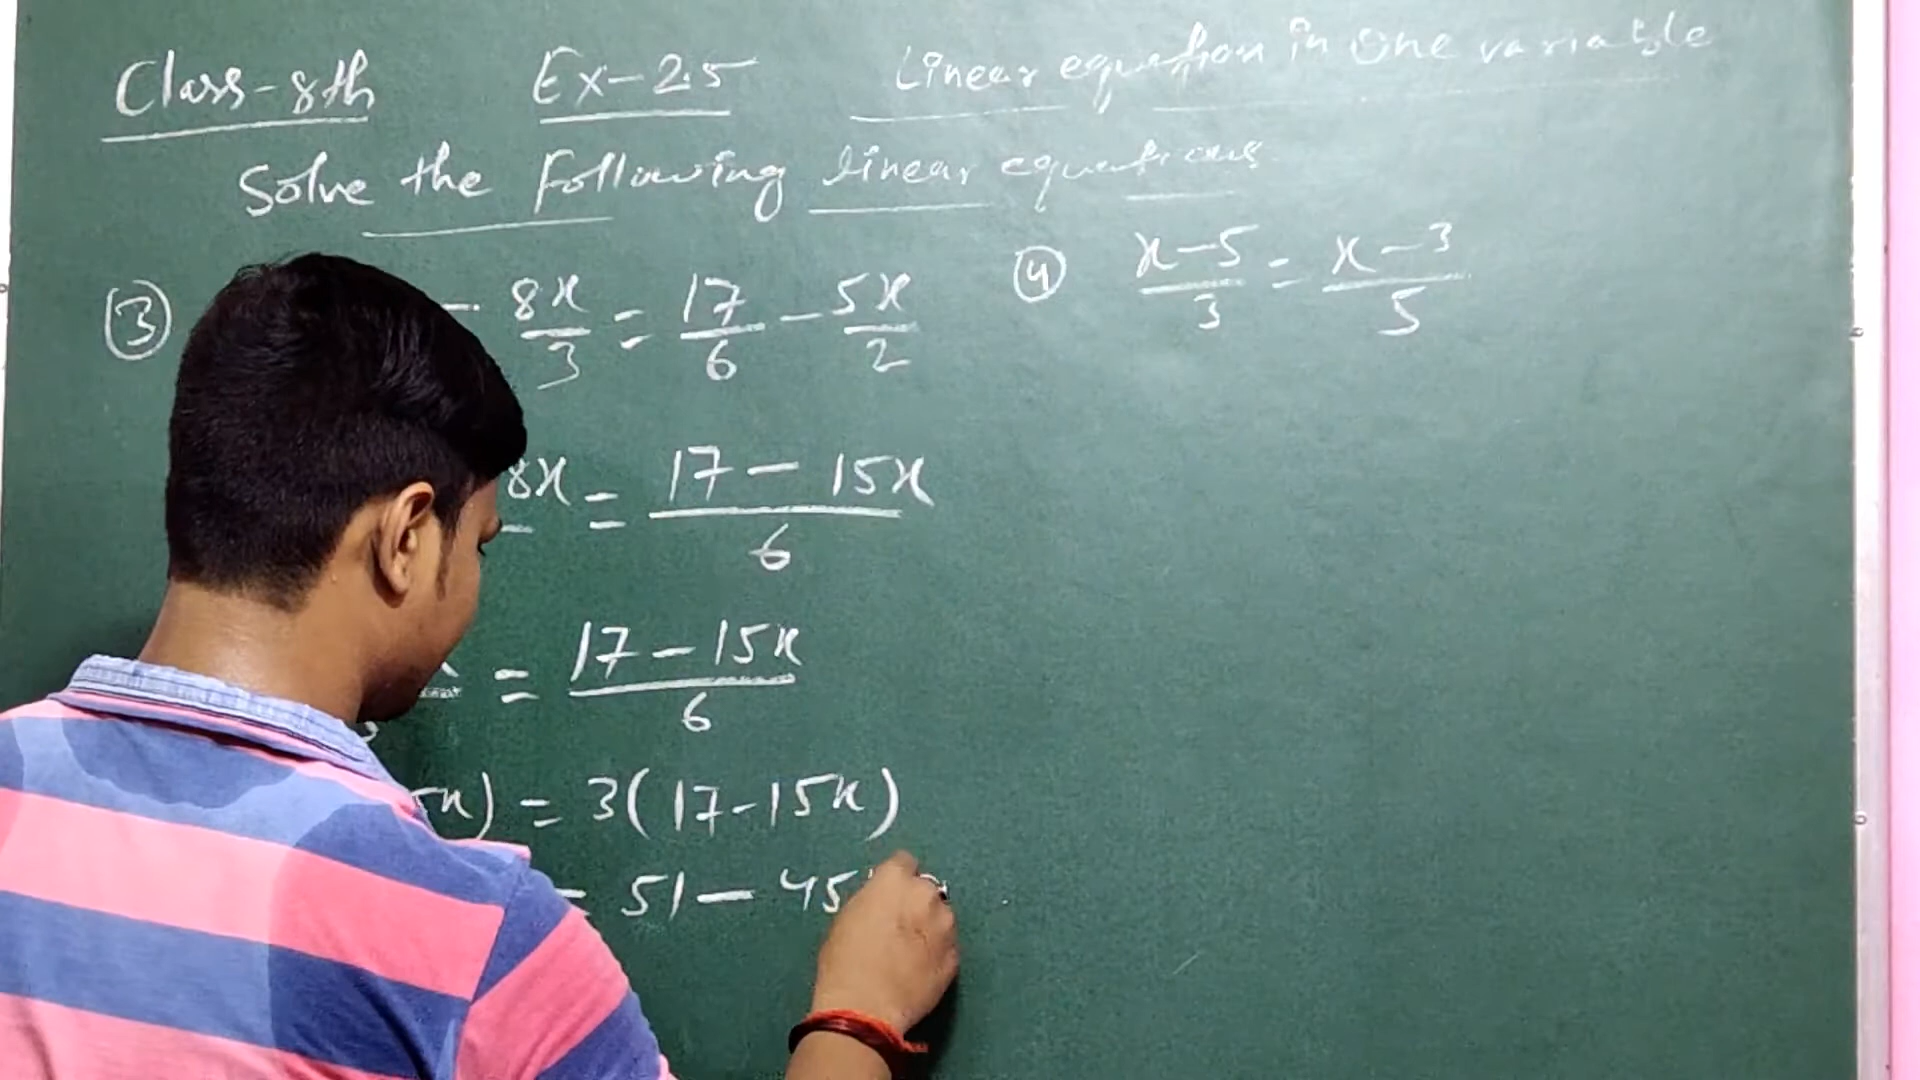 Class-8th Ex-2.5 Linear equation in one variable
Solve the following linear equations.
③ - 8x/3 = 17/6 - 5x/2
④ x-5/3 = x-3/5
8x = 17 - 15x/6
= 17 - 15x/6
5x) = 3(17-15x)
= 51 - 45